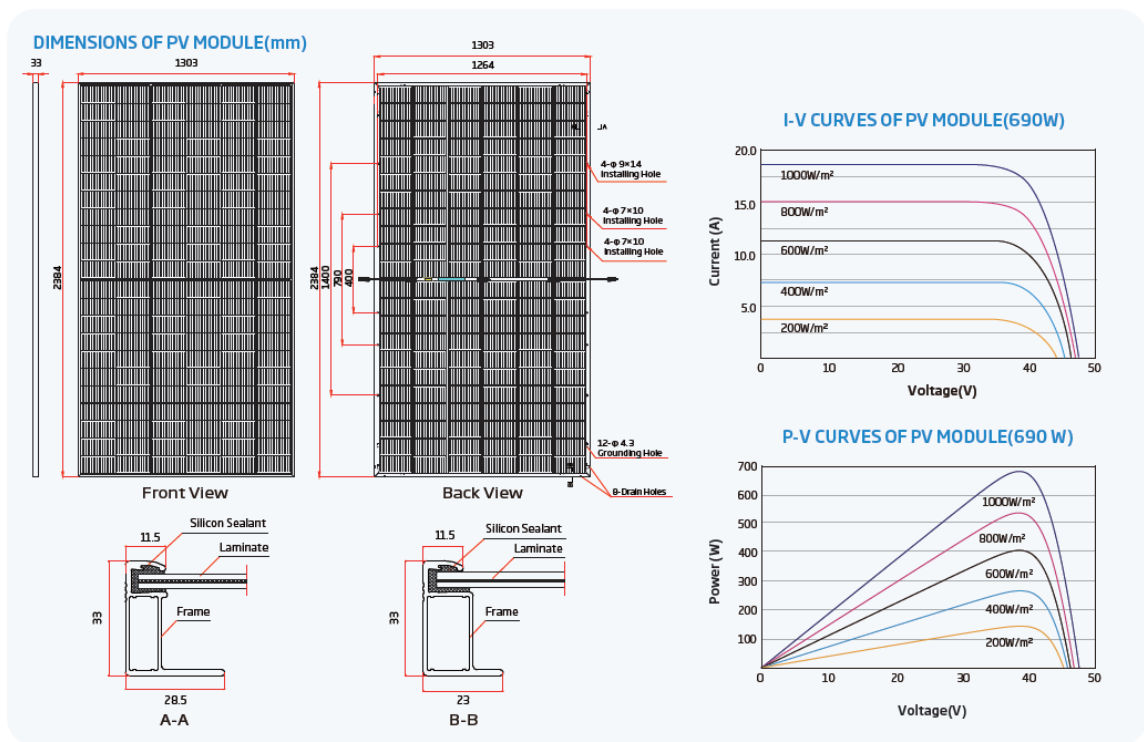 DIMENSIONS OF PV MODULE(mm)
33
1303
2384
Front View
1303
1264
2384
1400
790
400
4-φ 9×14
Installing Hole
4-φ 7×10
Installing Hole
4-φ 7×10
Installing Hole
12-φ 4.3
Grounding Hole
8-Drain Holes
Back View
11.5
Silicon Sealant
Laminate
Frame
33
28.5
A-A
11.5
Silicon Sealant
Laminate
Frame
33
23
B-B
I-V CURVES OF PV MODULE(690W)
Current (A)
20.0
15.0
10.0
5.0
1000W/m²
800W/m²
600W/m²
400W/m²
200W/m²
0
10
20
30
40
50
Voltage(V)
P-V CURVES OF PV MODULE(690 W)
Power (W)
700
600
500
400
300
200
100
1000W/m²
800W/m²
600W/m²
400W/m²
200W/m²
0
10
20
30
40
50
Voltage(V)